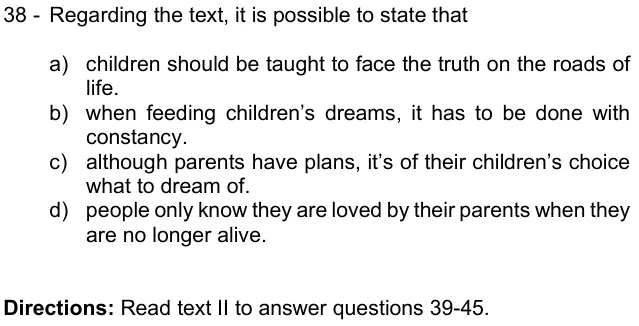 38 - Regarding the text, it is possible to state that
a) children should be taught to face the truth on the roads of
life.
b) when feeding children's dreams, it has to be done with
constancy.
c) although parents have plans, it's of their children's choice
what to dream of.
d) people only know they are loved by their parents when they
are no longer alive.
Directions: Read text II to answer questions 39-45.